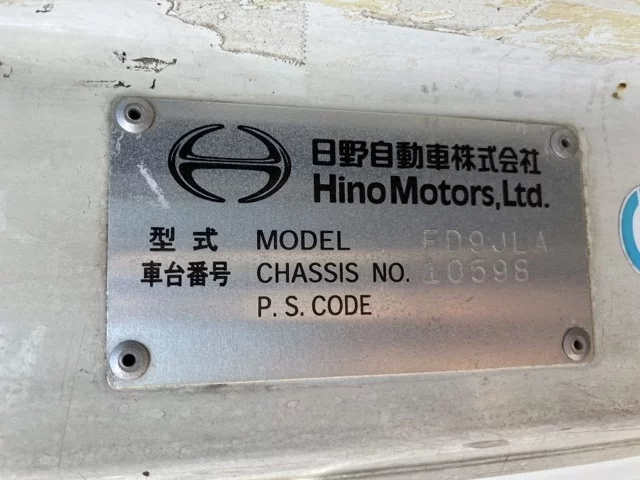 日野自動車株式会社
Hino Motors, Ltd.
型式 MODEL FD9JLA
車台番号 CHASSIS NO. 10598
P. S. CODE